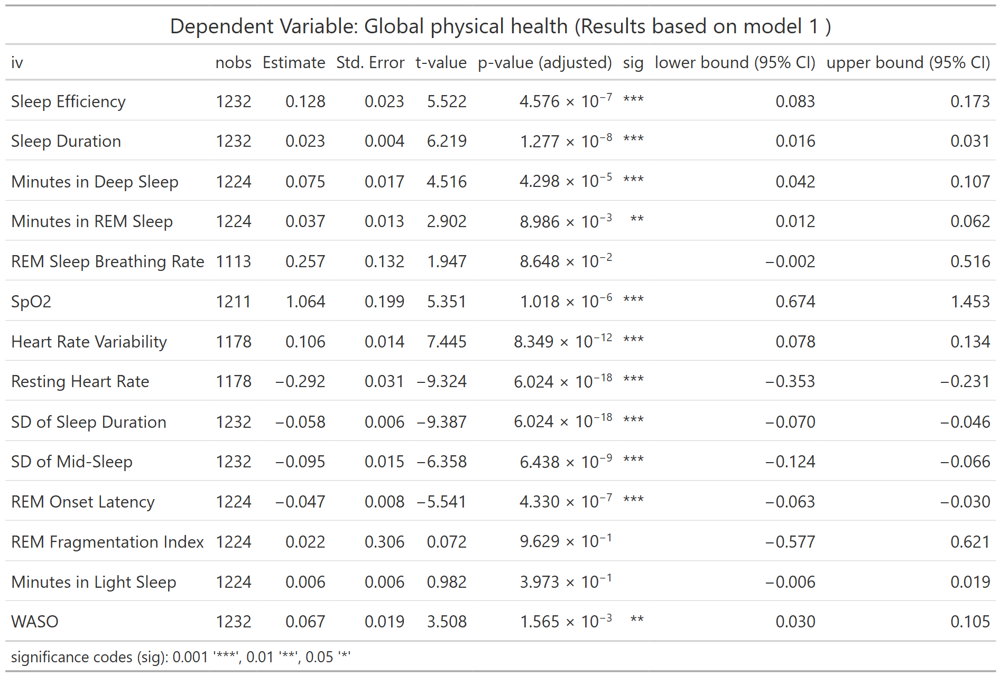 Dependent Variable: Global physical health (Results based on model 1 )
iv nobs Estimate Std. Error t-value p-value (adjusted) sig lower bound (95% CI) upper bound (95% CI)
Sleep Efficiency 1232 0.128 0.023 5.522 4.576 × 10⁻⁷ *** 0.083 0.173
Sleep Duration 1232 0.023 0.004 6.219 1.277 × 10⁻⁸ *** 0.016 0.031
Minutes in Deep Sleep 1224 0.075 0.017 4.516 4.298 × 10⁻⁵ *** 0.042 0.107
Minutes in REM Sleep 1224 0.037 0.013 2.902 8.986 × 10⁻³ ** 0.012 0.062
REM Sleep Breathing Rate 1113 0.257 0.132 1.947 8.648 × 10⁻² −0.002 0.516
SpO2 1211 1.064 0.199 5.351 1.018 × 10⁻⁶ *** 0.674 1.453
Heart Rate Variability 1178 0.106 0.014 7.445 8.349 × 10⁻¹² *** 0.078 0.134
Resting Heart Rate 1178 −0.292 0.031 −9.324 6.024 × 10⁻¹⁸ *** −0.353 −0.231
SD of Sleep Duration 1232 −0.058 0.006 −9.387 6.024 × 10⁻¹⁸ *** −0.070 −0.046
SD of Mid-Sleep 1232 −0.095 0.015 −6.358 6.438 × 10⁻⁹ *** −0.124 −0.066
REM Onset Latency 1224 −0.047 0.008 −5.541 4.330 × 10⁻⁷ *** −0.063 −0.030
REM Fragmentation Index 1224 0.022 0.306 0.072 9.629 × 10⁻¹ −0.577 0.621
Minutes in Light Sleep 1224 0.006 0.006 0.982 3.973 × 10⁻¹ −0.006 0.019
WASO 1232 0.067 0.019 3.508 1.565 × 10⁻³ ** 0.030 0.105
significance codes (sig): 0.001 '***', 0.01 '**', 0.05 '*'